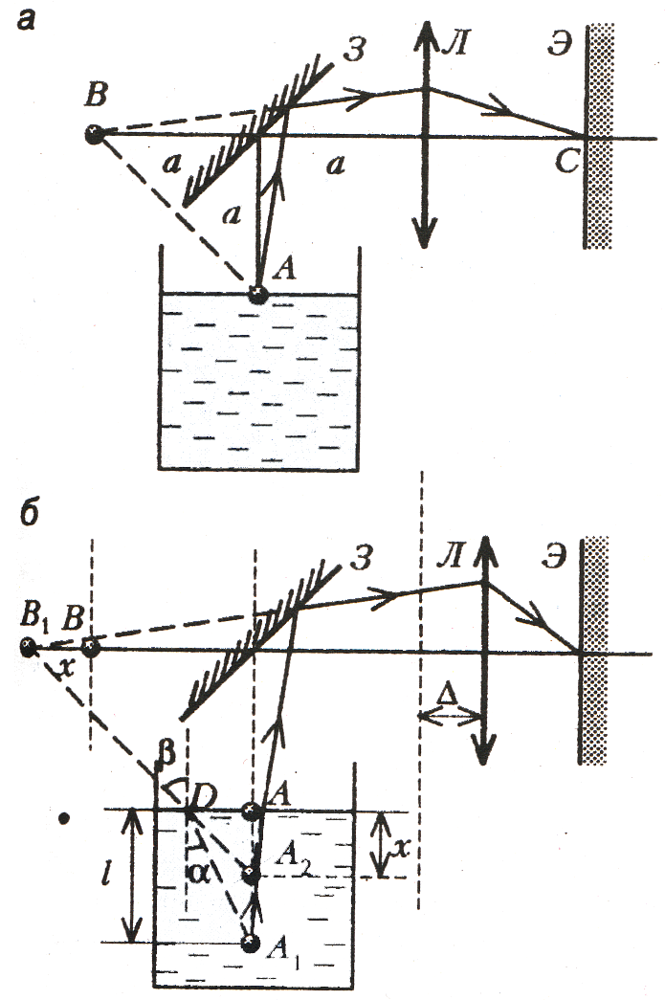 а
З
Л
Э
В
а
а
С
а
А
б
З
Л
Э
В₁ В
x
Δ
β
D
А
l
α
А₂
x
А₁